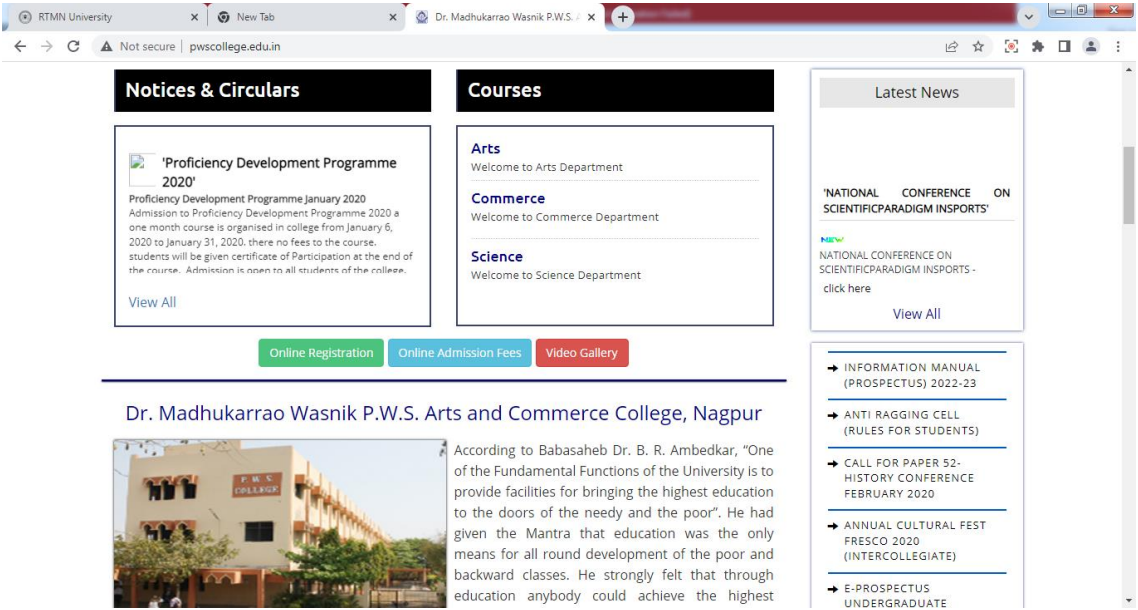 RTMN University
New Tab
Dr. Madhukarrao Wasnik P.W.S. A
Not secure | pwscollege.edu.in
Notices & Circulars
'Proficiency Development Programme
2020'
Proficiency Development Programme January 2020
Admission to Proficiency Development Programme 2020 a
one month course is organised in college from January 6,
2020 to January 31, 2020. there no fees to the course.
students will be given certificate of Participation at the end of
the course. Admission is open to all students of the college.
View All
Courses
Arts
Welcome to Arts Department
Commerce
Welcome to Commerce Department
Science
Welcome to Science Department
Online Registration
Online Admission Fees
Video Gallery
Dr. Madhukarrao Wasnik P.W.S. Arts and Commerce College, Nagpur
P. W. S.
COLLEGE
According to Babasaheb Dr. B. R. Ambedkar, “One
of the Fundamental Functions of the University is to
provide facilities for bringing the highest education
to the doors of the needy and the poor”. He had
given the Mantra that education was the only
means for all round development of the poor and
backward classes. He strongly felt that through
education anybody could achieve the highest
Latest News
'NATIONAL CONFERENCE ON
SCIENTIFICPARADIGM INSPORTS'
NEW
NATIONAL CONFERENCE ON
SCIENTIFICPARADIGM INSPORTS -
click here
View All
INFORMATION MANUAL
(PROSPECTUS) 2022-23
ANTI RAGGING CELL
(RULES FOR STUDENTS)
CALL FOR PAPER 52-
HISTORY CONFERENCE
FEBRUARY 2020
ANNUAL CULTURAL FEST
FRESCO 2020
(INTERCOLLEGIATE)
E-PROSPECTUS
UNDERGRADUATE